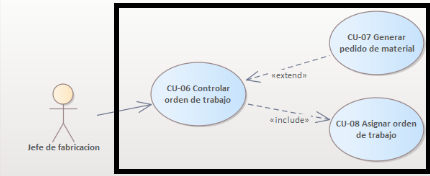 CU-07 Generar
pedido de material
«extend»
CU-06 Controlar
orden de trabajo
«include»
CU-08 Asignar orden
de trabajo
Jefe de fabricacion